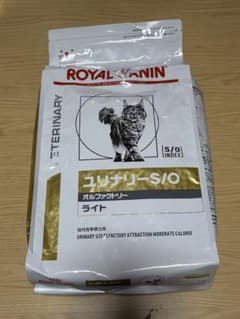 ROYAL CANIN
VETERINARY
S/O
INDEX
ユリナリーS/O
オルファクトリー
ライト
URINARY S/O OLFACTORY ATTRACTION MODERATE CALORIE